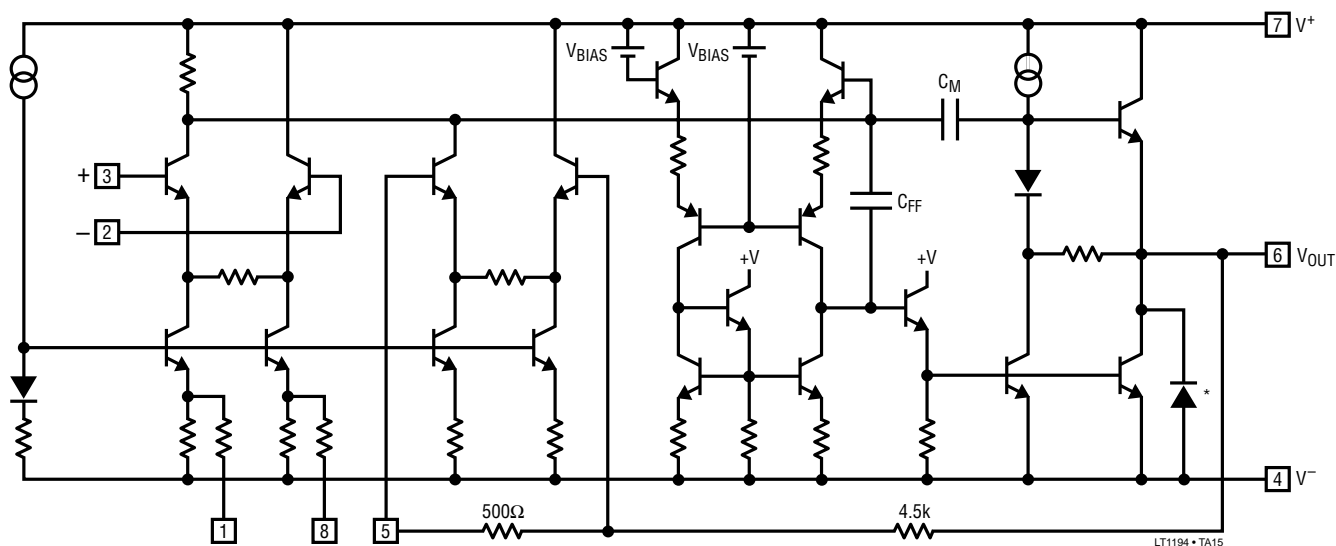 7 V+
VBIAS
VBIAS
CM
+ 3
− 2
CFF
+V
+V
6 VOUT
*
4 V−
1
8
5
500Ω
4.5k
LT1194 • TA15